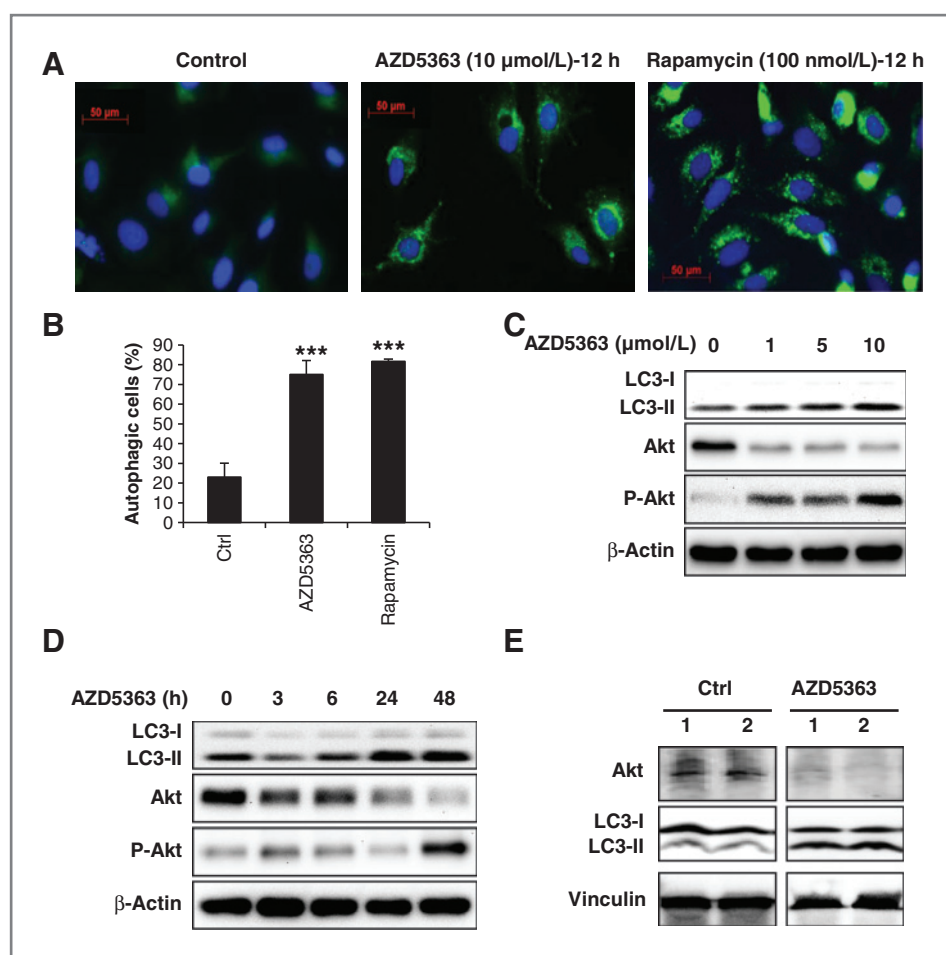 A
Control
AZD5363 (10 µmol/L)-12 h
Rapamycin (100 nmol/L)-12 h
50 µm
50 µm
50 µm
B
Autophagic cells (%)
90
80
70
60
50
40
30
20
10
0
***
***
Ctrl
AZD5363
Rapamycin
C
AZD5363 (µmol/L) 0 1 5 10
LC3-I
LC3-II
Akt
P-Akt
β-Actin
D
AZD5363 (h) 0 3 6 24 48
LC3-I
LC3-II
Akt
P-Akt
β-Actin
E
Ctrl AZD5363
1 2 1 2
Akt
LC3-I
LC3-II
Vinculin